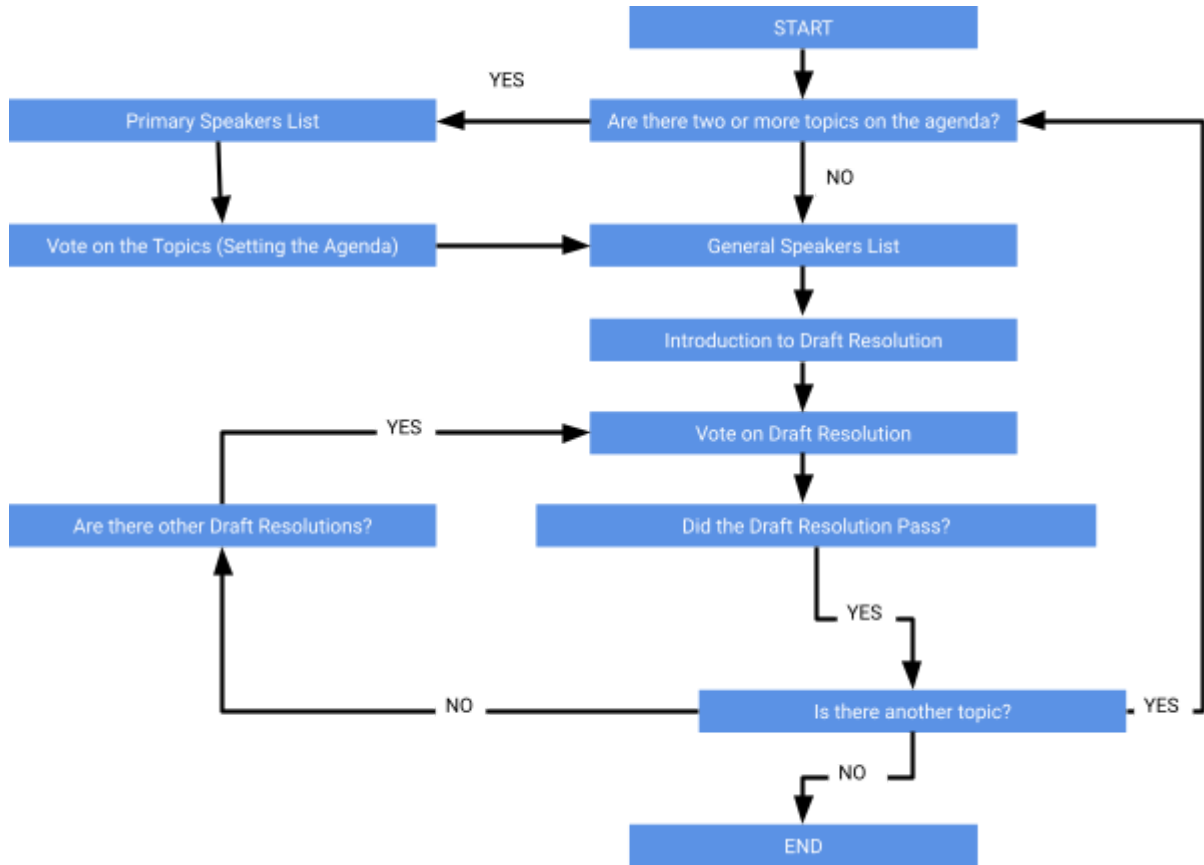 START
YES
Primary Speakers List
Are there two or more topics on the agenda?
NO
Vote on the Topics (Setting the Agenda)
General Speakers List
Introduction to Draft Resolution
YES
Vote on Draft Resolution
Are there other Draft Resolutions?
Did the Draft Resolution Pass?
YES
NO
Is there another topic?
YES
NO
END